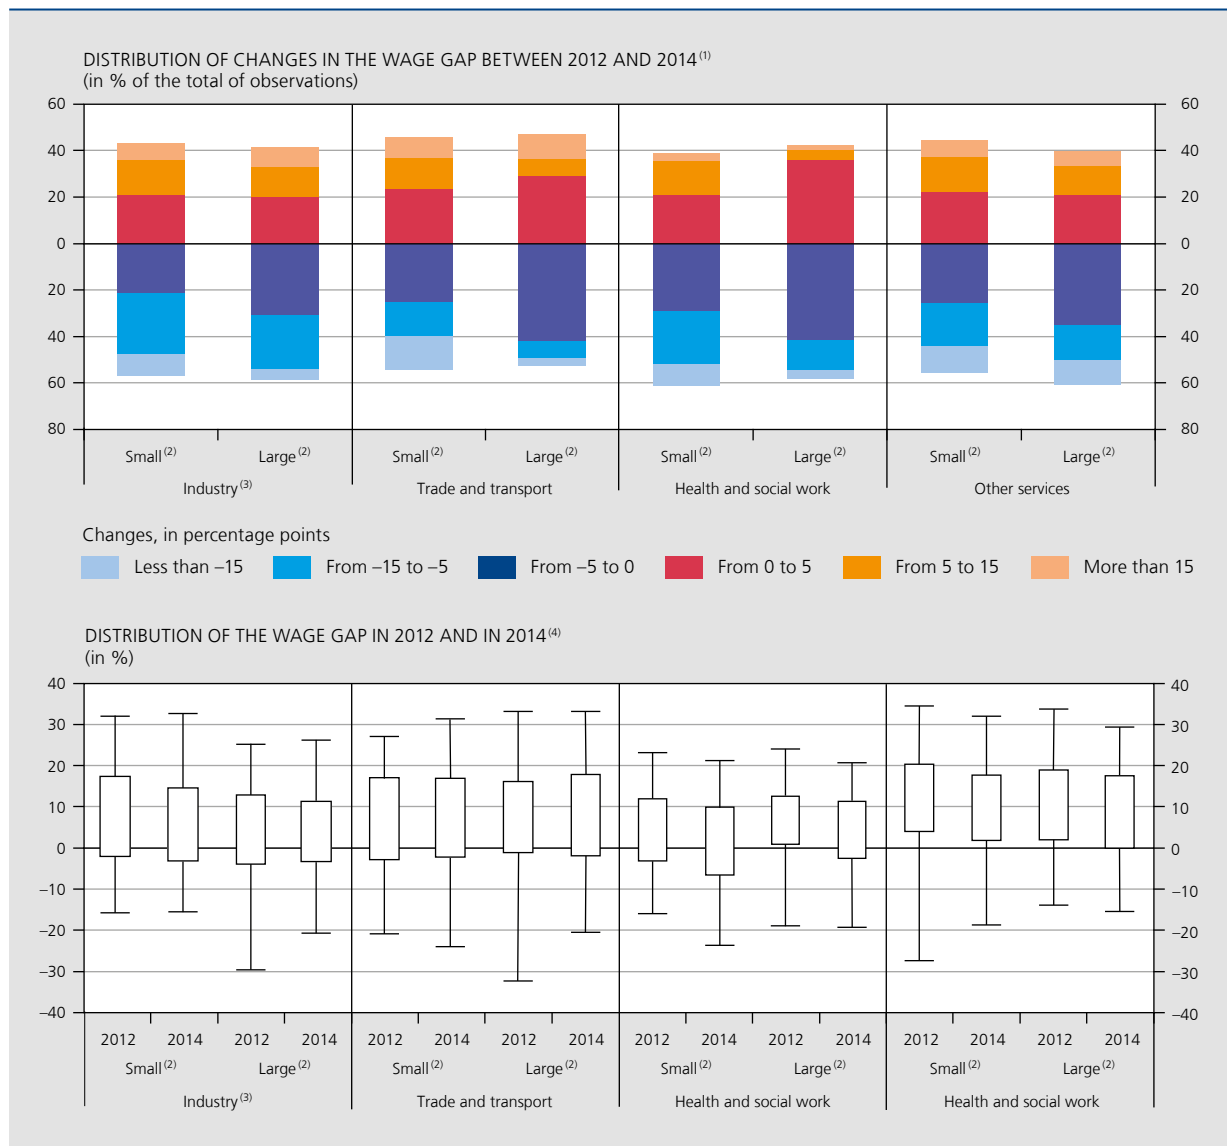 DISTRIBUTION OF CHANGES IN THE WAGE GAP BETWEEN 2012 AND 2014(1)
(in % of the total of observations)
60 60
40 40
20 20
0 0
20 20
40 40
60 60
80 80
Small(2) Large(2) Small(2) Large(2) Small(2) Large(2) Small(2) Large(2)
Industry(3) Trade and transport Health and social work Other services
Changes, in percentage points
Less than –15 From –15 to –5 From –5 to 0 From 0 to 5 From 5 to 15 More than 15
DISTRIBUTION OF THE WAGE GAP IN 2012 AND IN 2014(4)
(in %)
40 40
30 30
20 20
10 10
0 0
–10 –10
–20 –20
–30 –30
–40 –40
2012 2014 2012 2014 2012 2014 2012 2014 2012 2014 2012 2014 2012 2014 2012 2014
Small(2) Large(2) Small(2) Large(2) Small(2) Large(2) Small(2) Large(2)
Industry(3) Trade and transport Health and social work Health and social work